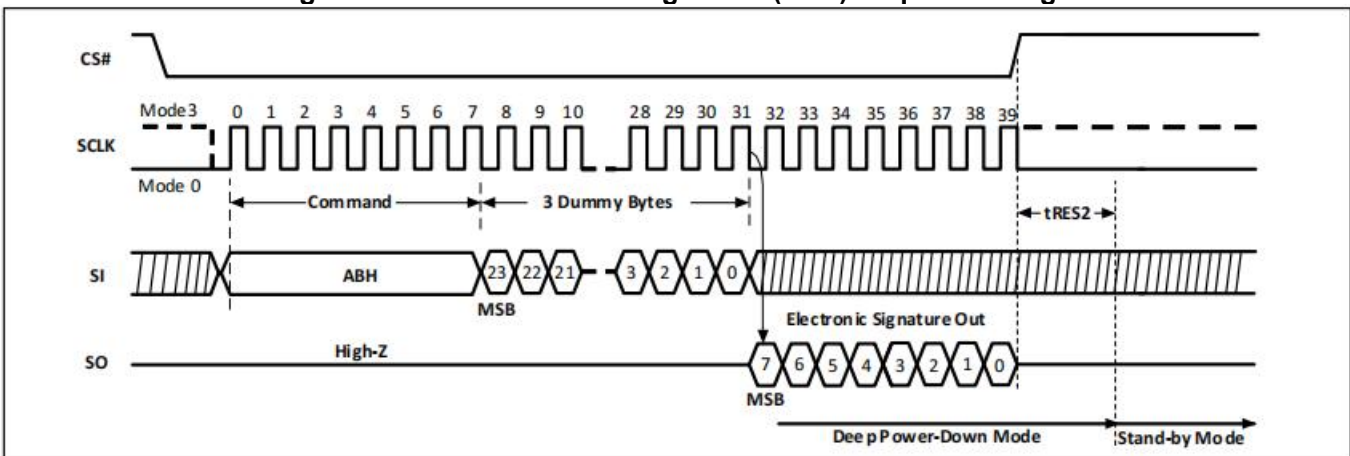 CS#
Mode3 0 1 2 3 4 5 6 7 8 9 10 28 29 30 31 32 33 34 35 36 37 38 39
SCLK
Mode 0
Command 3 Dummy Bytes tRES2
SI ABH 23 22 21 3 2 1 0
MSB
Electronic Signature Out
High-Z
SO 7 6 5 4 3 2 1 0
MSB
Deep Power-Down Mode Stand-by Mode